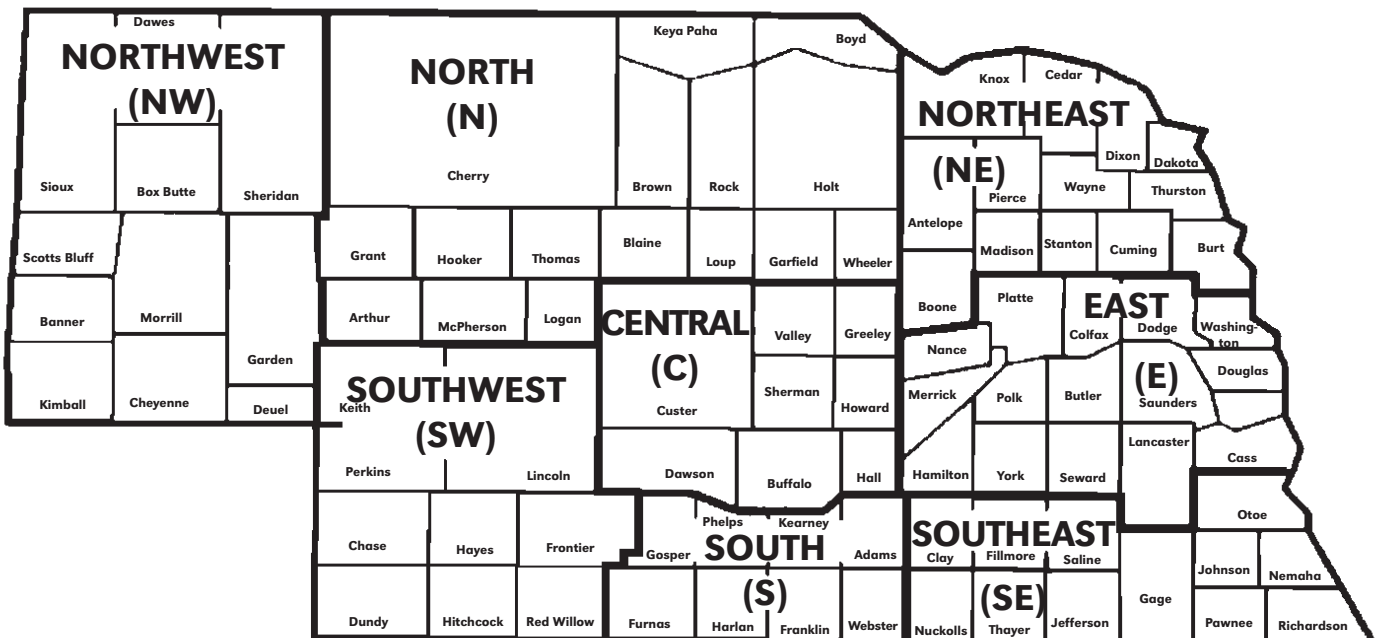 Dawes
NORTHWEST
(NW)
Sioux
Box Butte
Sheridan
Scotts Bluff
Banner
Morrill
Garden
Kimball
Cheyenne
Deuel
NORTH
(N)
Keya Paha
Boyd
Cherry
Brown
Rock
Holt
Grant
Hooker
Thomas
Blaine
Loup
Garfield
Wheeler
Arthur
McPherson
Logan
Knox
Cedar
NORTHEAST
(NE)
Dixon
Dakota
Pierce
Wayne
Thurston
Antelope
Madison
Stanton
Cuming
Burt
Boone
CENTRAL
(C)
Valley
Greeley
Custer
Sherman
Howard
Dawson
Buffalo
Hall
Platte
EAST
(E)
Colfax
Dodge
Washing-
ton
Nance
Douglas
Merrick
Polk
Butler
Saunders
Lancaster
Cass
Hamilton
York
Seward
SOUTHWEST
(SW)
Keith
Perkins
Lincoln
Chase
Hayes
Frontier
Dundy
Hitchcock
Red Willow
Phelps
Kearney
SOUTH
(S)
Gosper
Adams
Furnas
Harlan
Franklin
Webster
SOUTHEAST
(SE)
Clay
Fillmore
Saline
Otoe
Johnson
Nemaha
Gage
Nuckolls
Thayer
Jefferson
Pawnee
Richardson